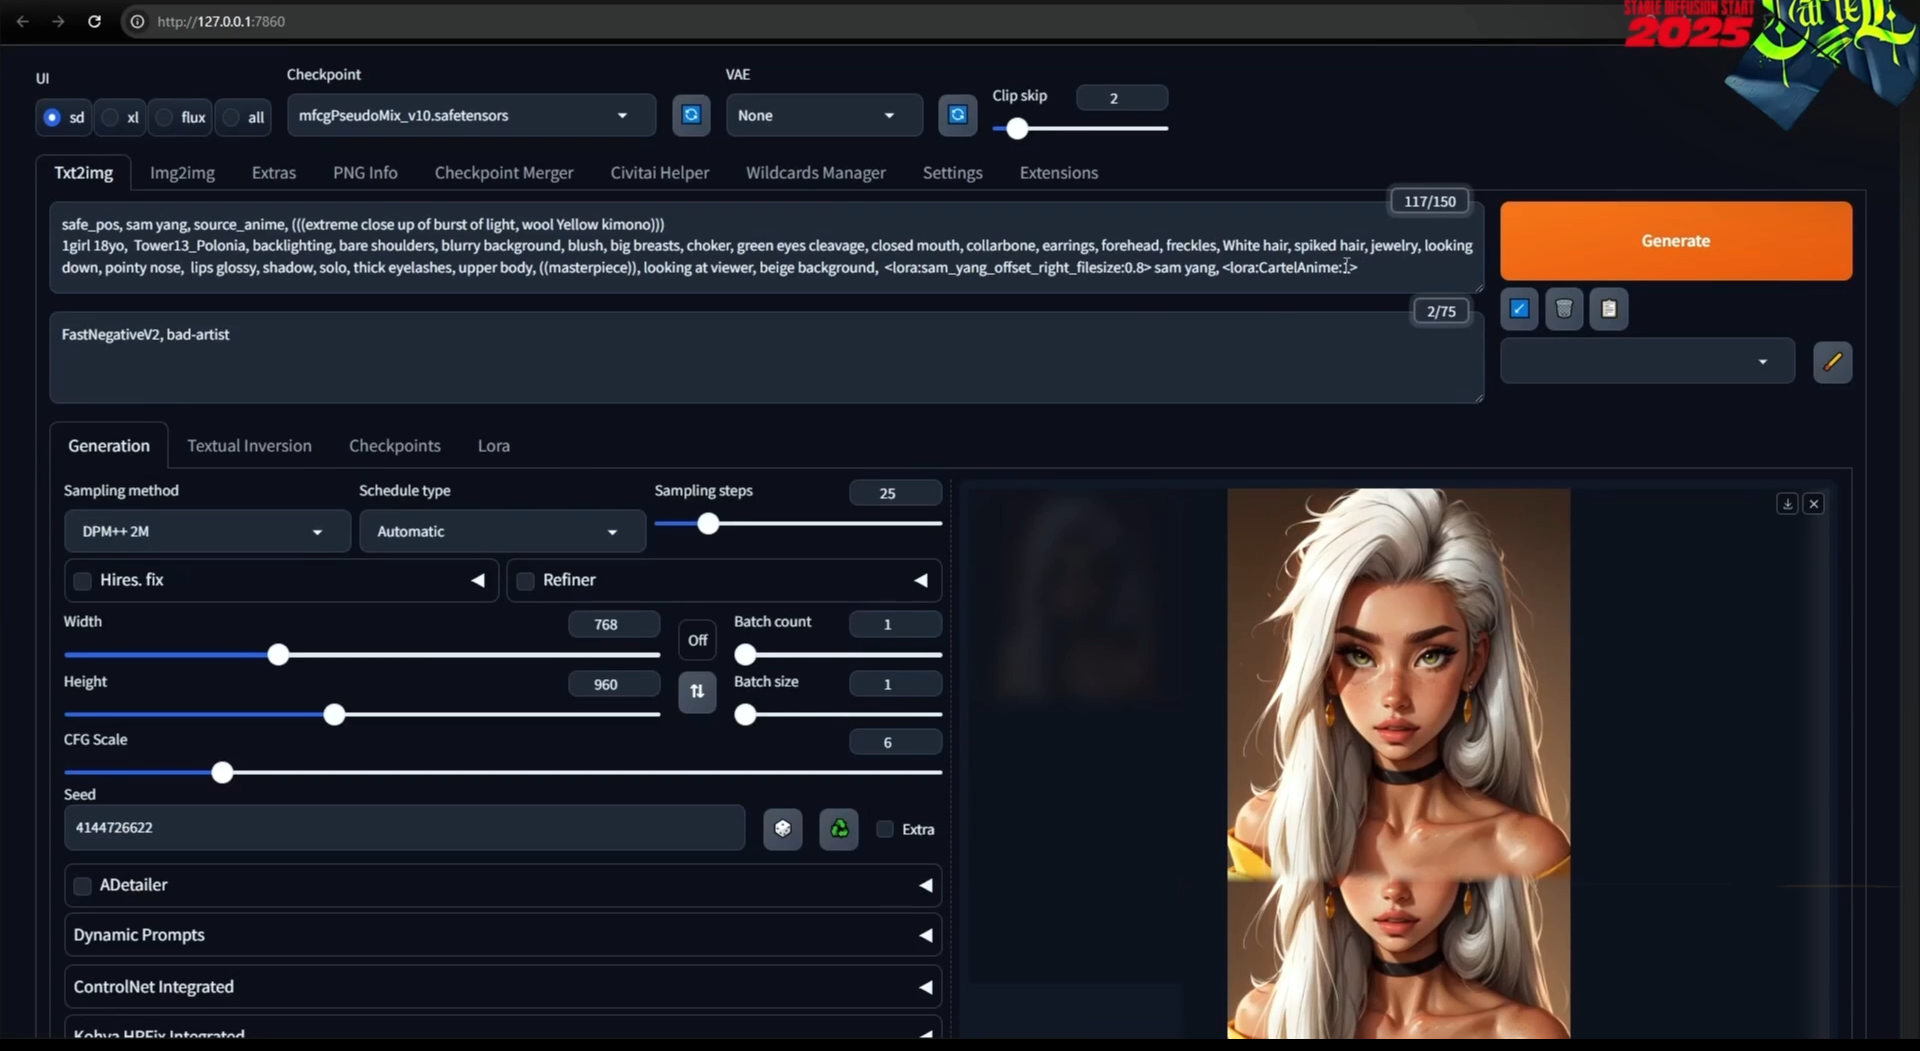 http://127.0.0.1:7860
STABLE DIFFUSION START
2025
CarteL
UI
Checkpoint
VAE
Clip skip
2
sd
xl
flux
all
mfcgPseudoMix_v10.safetensors
None
Txt2img
Img2img
Extras
PNG Info
Checkpoint Merger
Civitai Helper
Wildcards Manager
Settings
Extensions
117/150
safe_pos, sam yang, source_anime, (((extreme close up of burst of light, wool Yellow kimono)))
1girl 18yo, Tower13_Polonia, backlighting, bare shoulders, blurry background, blush, big breasts, choker, green eyes cleavage, closed mouth, collarbone, earrings, forehead, freckles, White hair, spiked hair, jewelry, looking
down, pointy nose, lips glossy, shadow, solo, thick eyelashes, upper body, ((masterpiece)), looking at viewer, beige background, <lora:sam_yang_offset_right_filesize:0.8> sam yang, <lora:CartelAnime:1>
Generate
2/75
FastNegativeV2, bad-artist
Generation
Textual Inversion
Checkpoints
Lora
Sampling method
Schedule type
Sampling steps
25
DPM++ 2M
Automatic
Hires. fix
Refiner
Width
768
Off
Batch count
1
Height
960
Batch size
1
CFG Scale
6
Seed
4144726622
Extra
ADetailer
Dynamic Prompts
ControlNet Integrated
Kohya HRFix Integrated